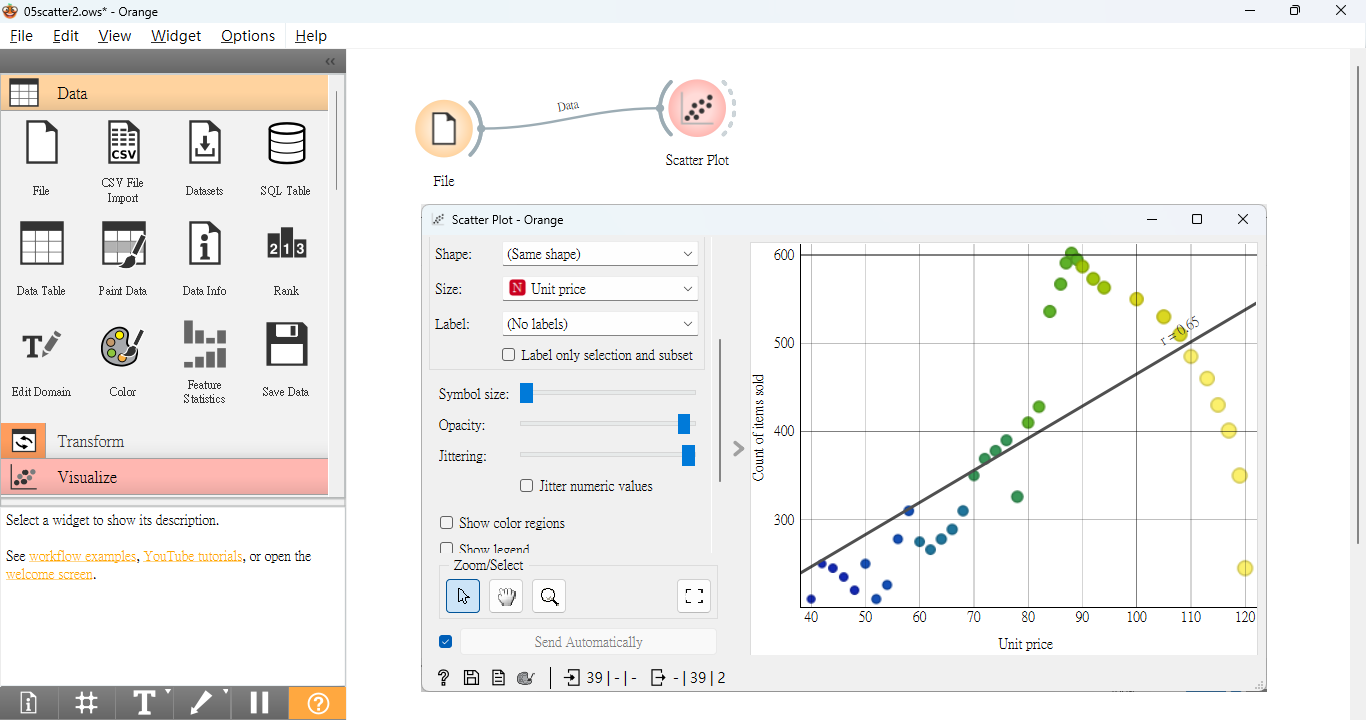 05scatter2.ows* - Orange
File Edit View Widget Options Help
Data
File
CSV File Import
Datasets
SQL Table
Data Table
Paint Data
Data Info
Rank
Edit Domain
Color
Feature Statistics
Save Data
Transform
Visualize
Select a widget to show its description.
See workflow examples, YouTube tutorials, or open the
welcome screen.
Data
File
Scatter Plot
Scatter Plot - Orange
Shape: (Same shape)
Size: N Unit price
Label: (No labels)
Label only selection and subset
Symbol size:
Opacity:
Jittering:
Jitter numeric values
Show color regions
Show legend
Zoom/Select
Send Automatically
39 | - | - - | 39 | 2
600
500
400
300
Count of items sold
r = 0.65
40 50 60 70 80 90 100 110 120
Unit price